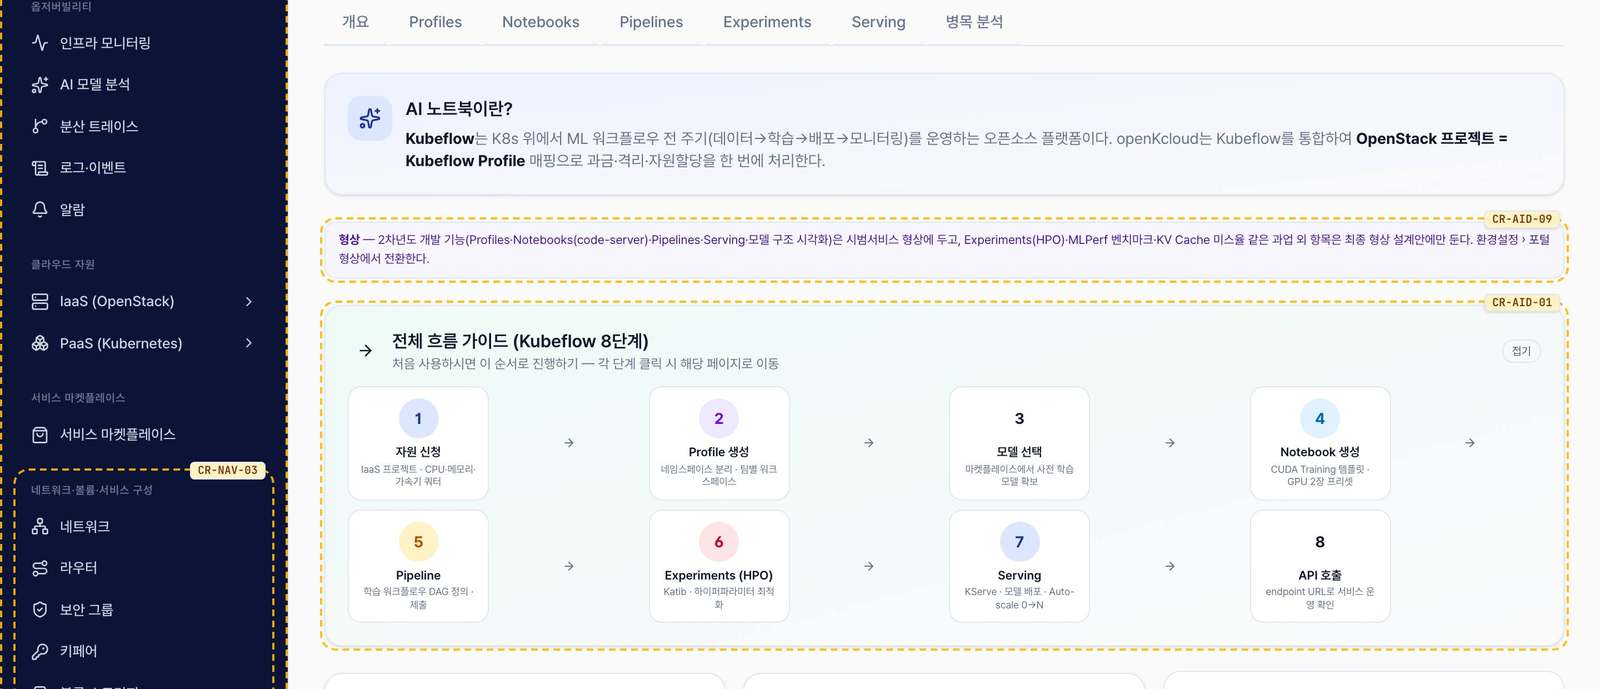 옵저버빌리티
인프라 모니터링
AI 모델 분석
분산 트레이스
로그·이벤트
알람
클라우드 자원
IaaS (OpenStack)
PaaS (Kubernetes)
서비스 마켓플레이스
서비스 마켓플레이스
CR-NAV-03
네트워크·볼륨·서비스 구성
네트워크
라우터
보안 그룹
키페어
개요 Profiles Notebooks Pipelines Experiments Serving 병목 분석
AI 노트북이란?
Kubeflow는 K8s 위에서 ML 워크플로우 전 주기(데이터→학습→배포→모니터링)를 운영하는 오픈소스 플랫폼이다. openKcloud는 Kubeflow를 통합하여 OpenStack 프로젝트 =
Kubeflow Profile 매핑으로 과금·격리·자원할당을 한 번에 처리한다.
CR-AID-09
형상 — 2차년도 개발 기능(Profiles·Notebooks(code-server)·Pipelines·Serving·모델 구조 시각화)은 시범서비스 형상에 두고, Experiments(HPO)·MLPerf 벤치마크·KV Cache 미스율 같은 과업 외 항목은 최종 형상 설계안에만 둔다. 환경설정 › 포털
형상에서 전환한다.
CR-AID-01
전체 흐름 가이드 (Kubeflow 8단계)
처음 사용하시면 이 순서로 진행하기 — 각 단계 클릭 시 해당 페이지로 이동
접기
1
자원 신청
IaaS 프로젝트 · CPU·메모리·
가속기 쿼터
→
2
Profile 생성
네임스페이스 분리 · 팀별 워크
스페이스
→
3
모델 선택
마켓플레이스에서 사전 학습
모델 확보
→
4
Notebook 생성
CUDA Training 템플릿 ·
GPU 2장 프리셋
→
5
Pipeline
학습 워크플로우 DAG 정의 ·
제출
→
6
Experiments (HPO)
Katib · 하이퍼파라미터 최적
화
→
7
Serving
KServe · 모델 배포 · Auto-
scale 0→N
→
8
API 호출
endpoint URL로 서비스 운
영 확인